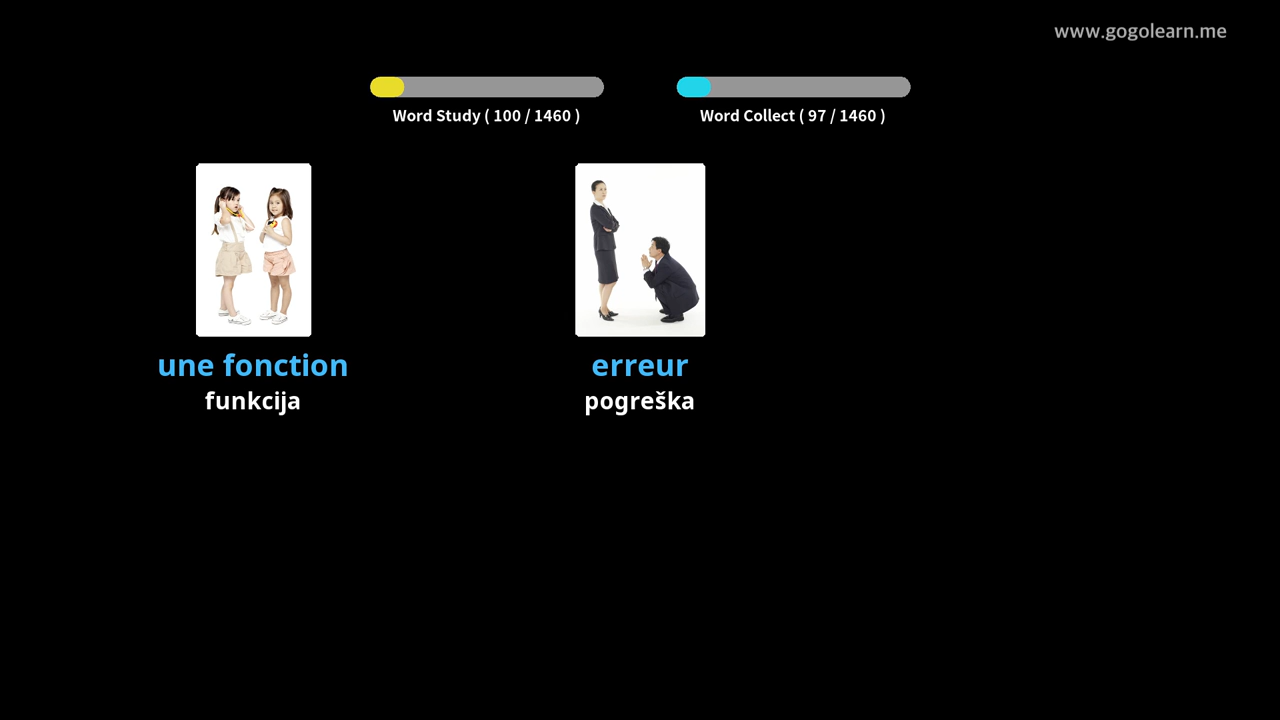 www.gogolearn.me
Word Study ( 100 / 1460 )
Word Collect ( 97 / 1460 )
une fonction
funkcija
erreur
pogreška